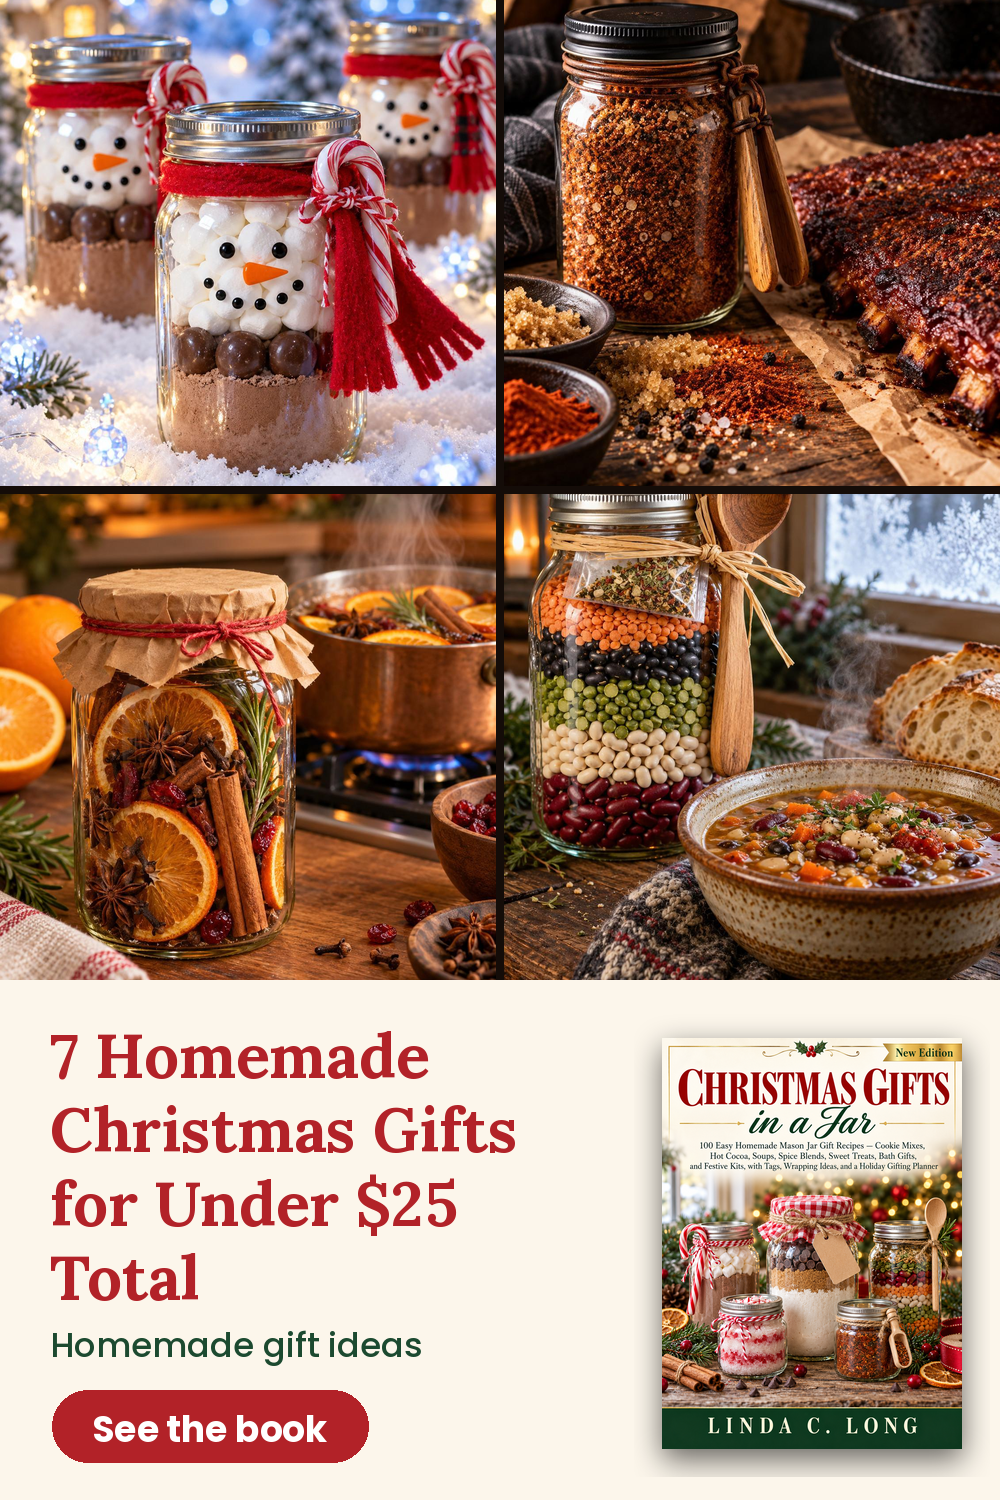 7 Homemade
Christmas Gifts
for Under $25
Total
Homemade gift ideas
See the book
New Edition
CHRISTMAS GIFTS
in a Jar
100 Easy Homemade Mason Jar Gift Recipes — Cookie Mixes,
Hot Cocoa, Soups, Spice Blends, Sweet Treats, Bath Gifts,
and Festive Kits, with Tags, Wrapping Ideas, and a Holiday Gifting Planner
LINDA C. LONG